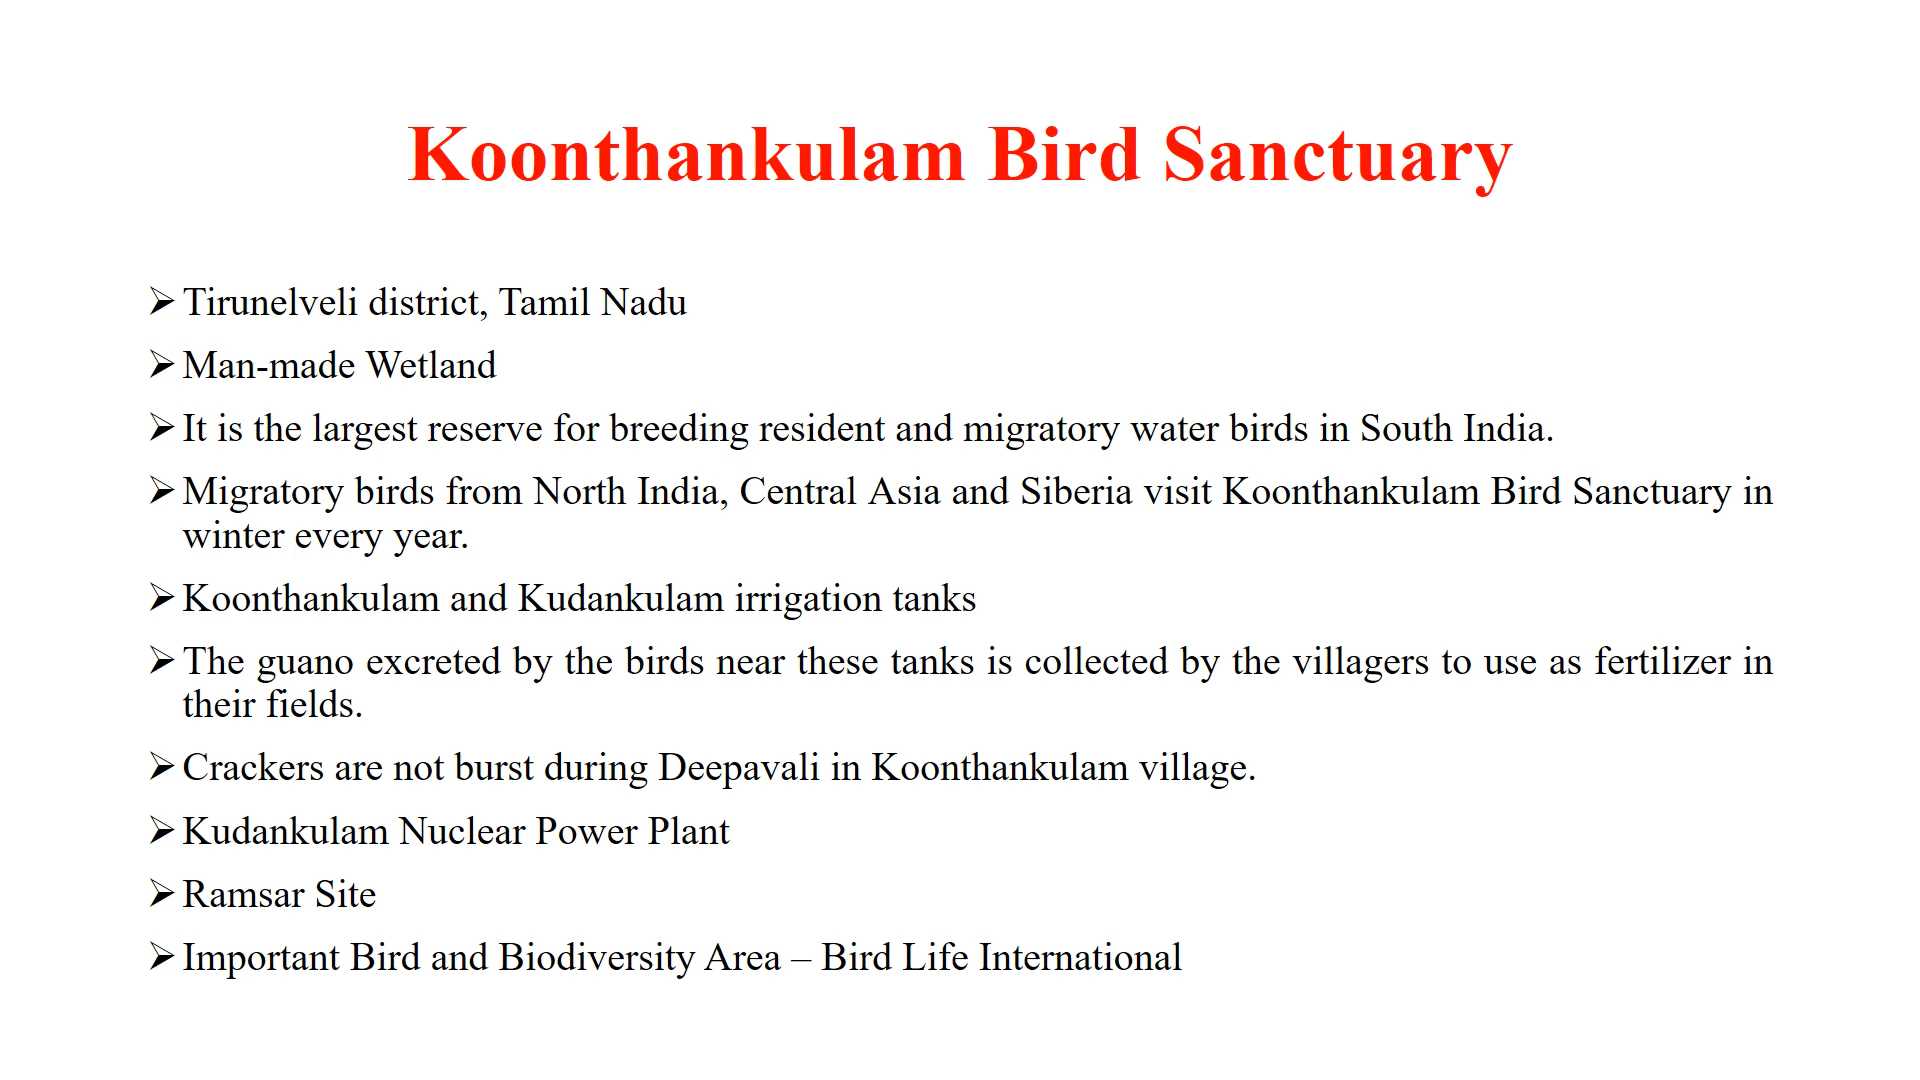 Koonthankulam Bird Sanctuary
➢ Tirunelveli district, Tamil Nadu
➢ Man-made Wetland
➢ It is the largest reserve for breeding resident and migratory water birds in South India.
➢ Migratory birds from North India, Central Asia and Siberia visit Koonthankulam Bird Sanctuary in
winter every year.
➢ Koonthankulam and Kudankulam irrigation tanks
➢ The guano excreted by the birds near these tanks is collected by the villagers to use as fertilizer in
their fields.
➢ Crackers are not burst during Deepavali in Koonthankulam village.
➢ Kudankulam Nuclear Power Plant
➢ Ramsar Site
➢ Important Bird and Biodiversity Area – Bird Life International